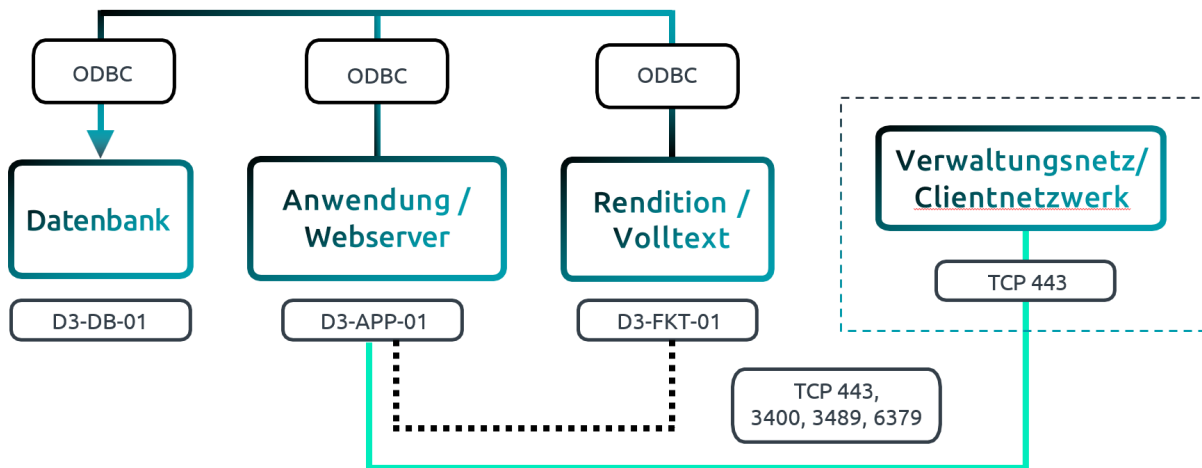 ODBC
ODBC
ODBC
Datenbank
Anwendung /
Webserver
Rendition /
Volltext
Verwaltungsnetz/
Clientnetzwerk
TCP 443
D3-DB-01
D3-APP-01
D3-FKT-01
TCP 443,
3400, 3489, 6379